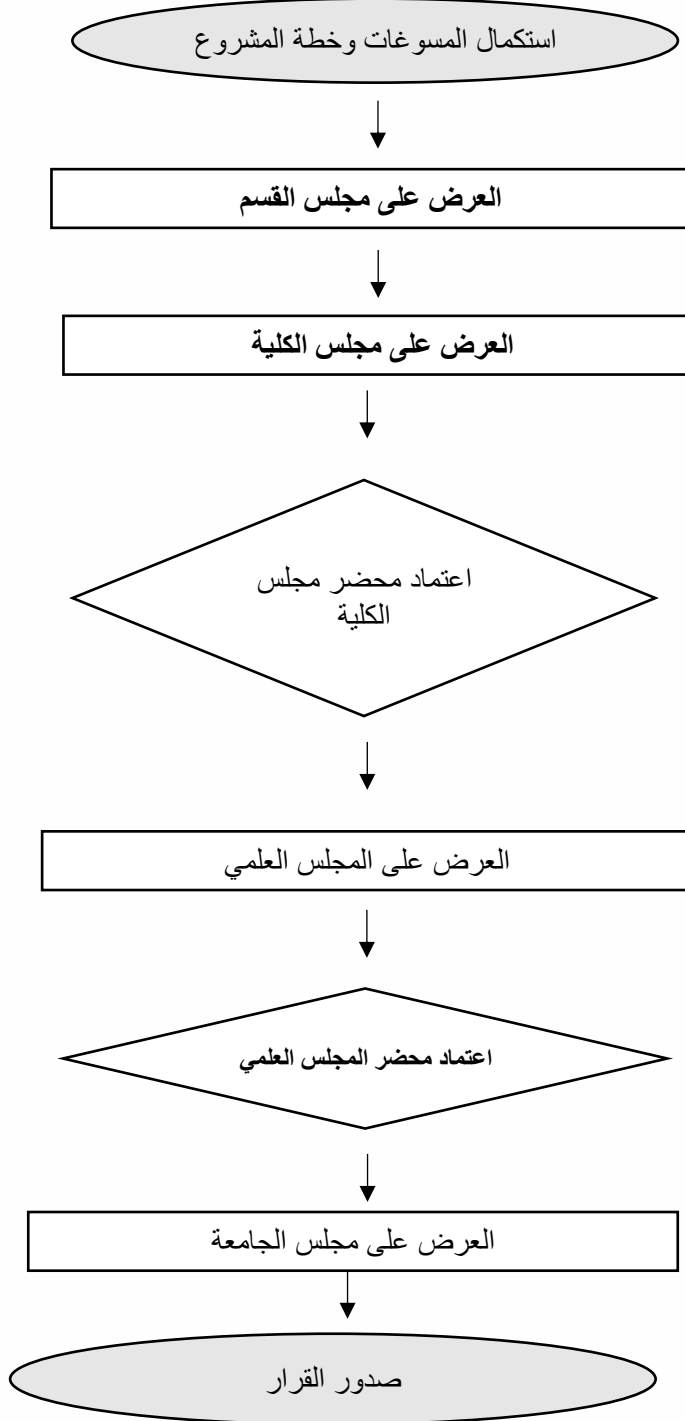 استكمال المسوغات وخطة المشروع
العرض على مجلس القسم
العرض على مجلس الكلية
اعتماد محضر مجلس
الكلية
العرض على المجلس العلمي
اعتماد محضر المجلس العلمي
العرض على مجلس الجامعة
صدور القرار